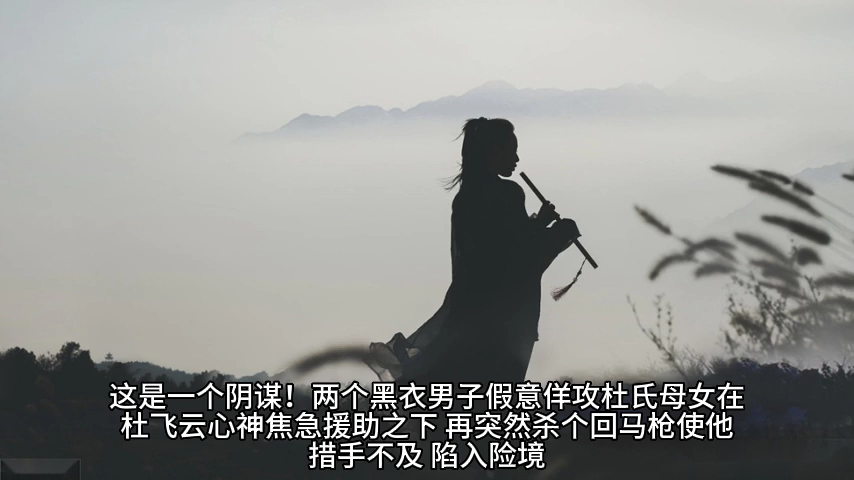 这是一个阴谋！两个黑衣男子假意佯攻杜氏母女在
杜飞云心神焦急援助之下 再突然杀个回马枪使他
措手不及 陷入险境